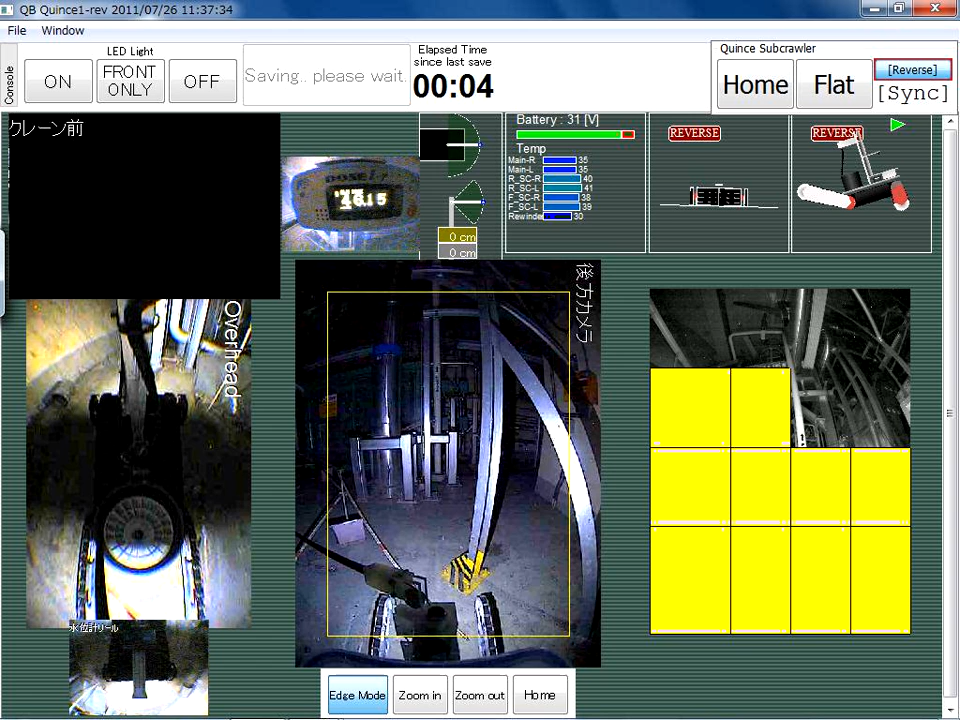 QB Quince1-rev 2011/07/26 11:37:34
File Window
Console
LED Light
ON
FRONT ONLY
OFF
Saving.. please wait.
Elapsed Time
since last save
00:04
Quince Subcrawler
Home
Flat
[Reverse]
[Sync]
クレーン前
Battery : 31 [V]
Temp
Main-R 35
Main-L 35
R_SC-R 40
R_SC-L 41
F_SC-R 38
F_SC-L 39
Rewinder 30
REVERSE
REVERSE
0 cm
0 cm
Overhead
後方カメラ
水位計リール
Edge Mode
Zoom in
Zoom out
Home